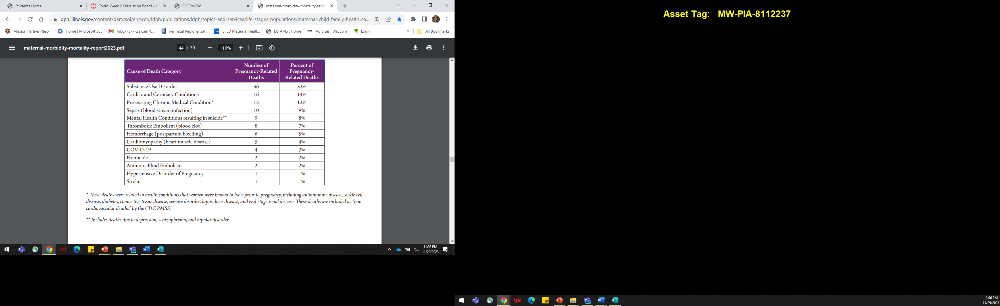 Students Home
Topic: Week 6 Discussion Board - M
OVERVIEW
maternal-morbidity-mortality-repo
dph.illinois.gov/content/dam/soi/en/web/idph/publications/idph/topics-and-services/life-stages-populations/maternal-child-family-health-se...
Mission Partner Reso... Home | Microsoft 365 Inbox (3) - csswain70... Perinatal Regionalizat... box B. ED Maternal Healt... EGrAMS : Home WIX My Sites | Wix.com Login » All Bookmarks
maternal-morbidity-mortality-report2023.pdf 44 / 79 110%
Cause of Death Category
Number of
Pregnancy-Related
Deaths
Percent of
Pregnancy-
Related Deaths
Substance Use Disorder 36 32%
Cardiac and Coronary Conditions 16 14%
Pre-existing Chronic Medical Condition* 13 12%
Sepsis (blood stream infection) 10 9%
Mental Health Conditions resulting in suicide** 9 8%
Thrombotic Embolism (blood clot) 8 7%
Hemorrhage (postpartum bleeding) 6 5%
Cardiomyopathy (heart muscle disease) 5 4%
COVID-19 4 3%
Homicide 2 2%
Amniotic Fluid Embolism 2 2%
Hypertensive Disorder of Pregnancy 1 1%
Stroke 1 1%
* These deaths were related to health conditions that women were known to have prior to pregnancy, including autoimmune disease, sickle cell
disease, diabetes, connective tissue disease, seizure disorder, lupus, liver disease, and end-stage renal disease. These deaths are included as “non-
cardiovascular deaths” by the CDC PMSS.
** Includes deaths due to depression, schizophrenia, and bipolar disorder.
Epic
11:06 PM
11/29/2023
Asset Tag: MW-PIA-8112237
Epic
11:06 PM
11/29/2023